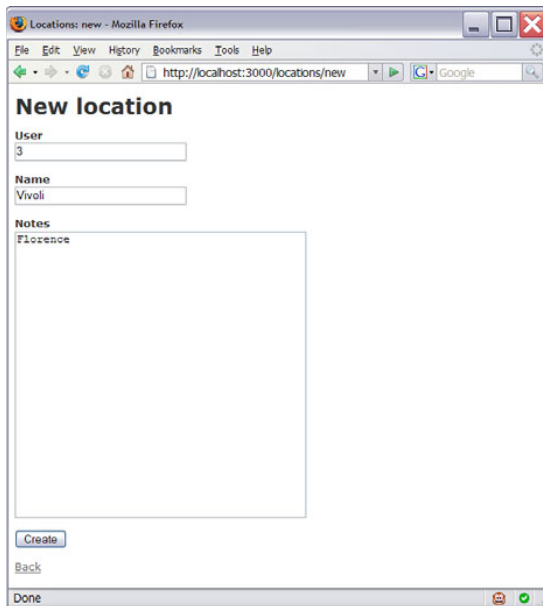 Locations: new - Mozilla Firefox
File Edit View History Bookmarks Tools Help
http://localhost:3000/locations/new G Google
New location
User
3
Name
Vivoli
Notes
Florence
Create
Back
Done